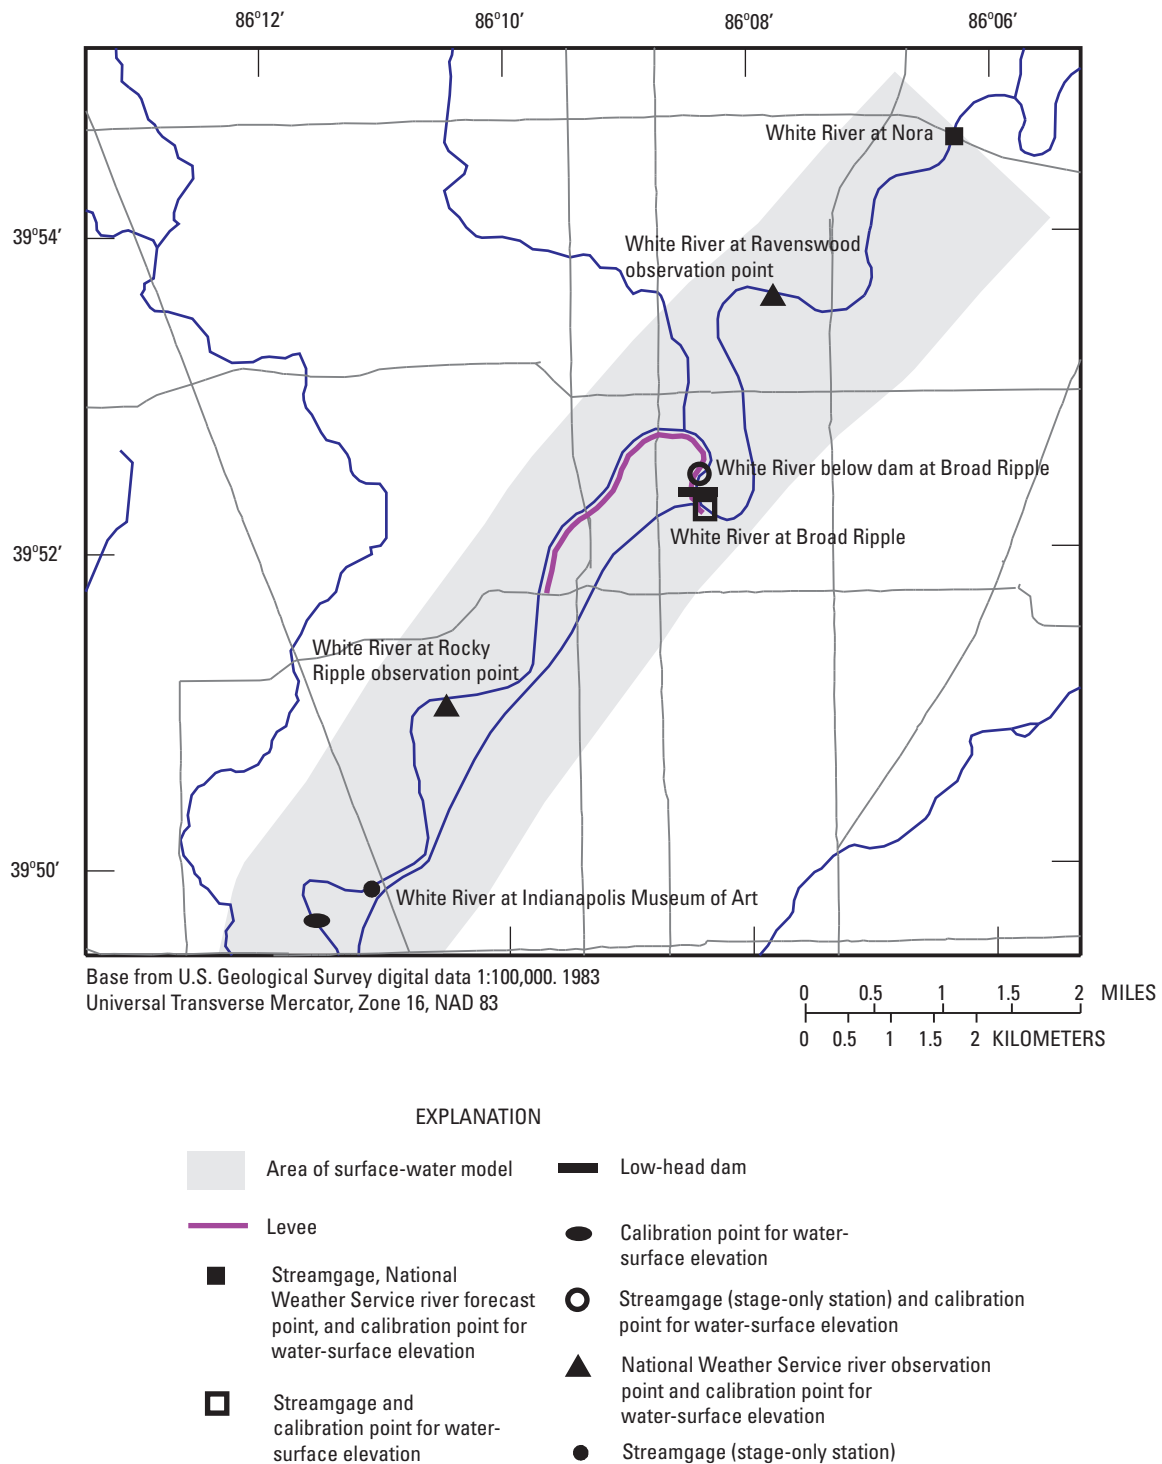 86°12′ 86°10′ 86°08′ 86°06′
White River at Nora
39°54′
White River at Ravenswood
observation point
White River below dam at Broad Ripple
White River at Broad Ripple
39°52′
White River at Rocky
Ripple observation point
39°50′
White River at Indianapolis Museum of Art
Base from U.S. Geological Survey digital data 1:100,000. 1983
Universal Transverse Mercator, Zone 16, NAD 83
0 0.5 1 1.5 2 MILES
0 0.5 1 1.5 2 KILOMETERS
EXPLANATION
Area of surface-water model
Levee
Streamgage, National
Weather Service river forecast
point, and calibration point for
water-surface elevation
Streamgage and
calibration point for water-
surface elevation
Low-head dam
Calibration point for water-
surface elevation
Streamgage (stage-only station) and calibration
point for water-surface elevation
National Weather Service river observation
point and calibration point for
water-surface elevation
Streamgage (stage-only station)